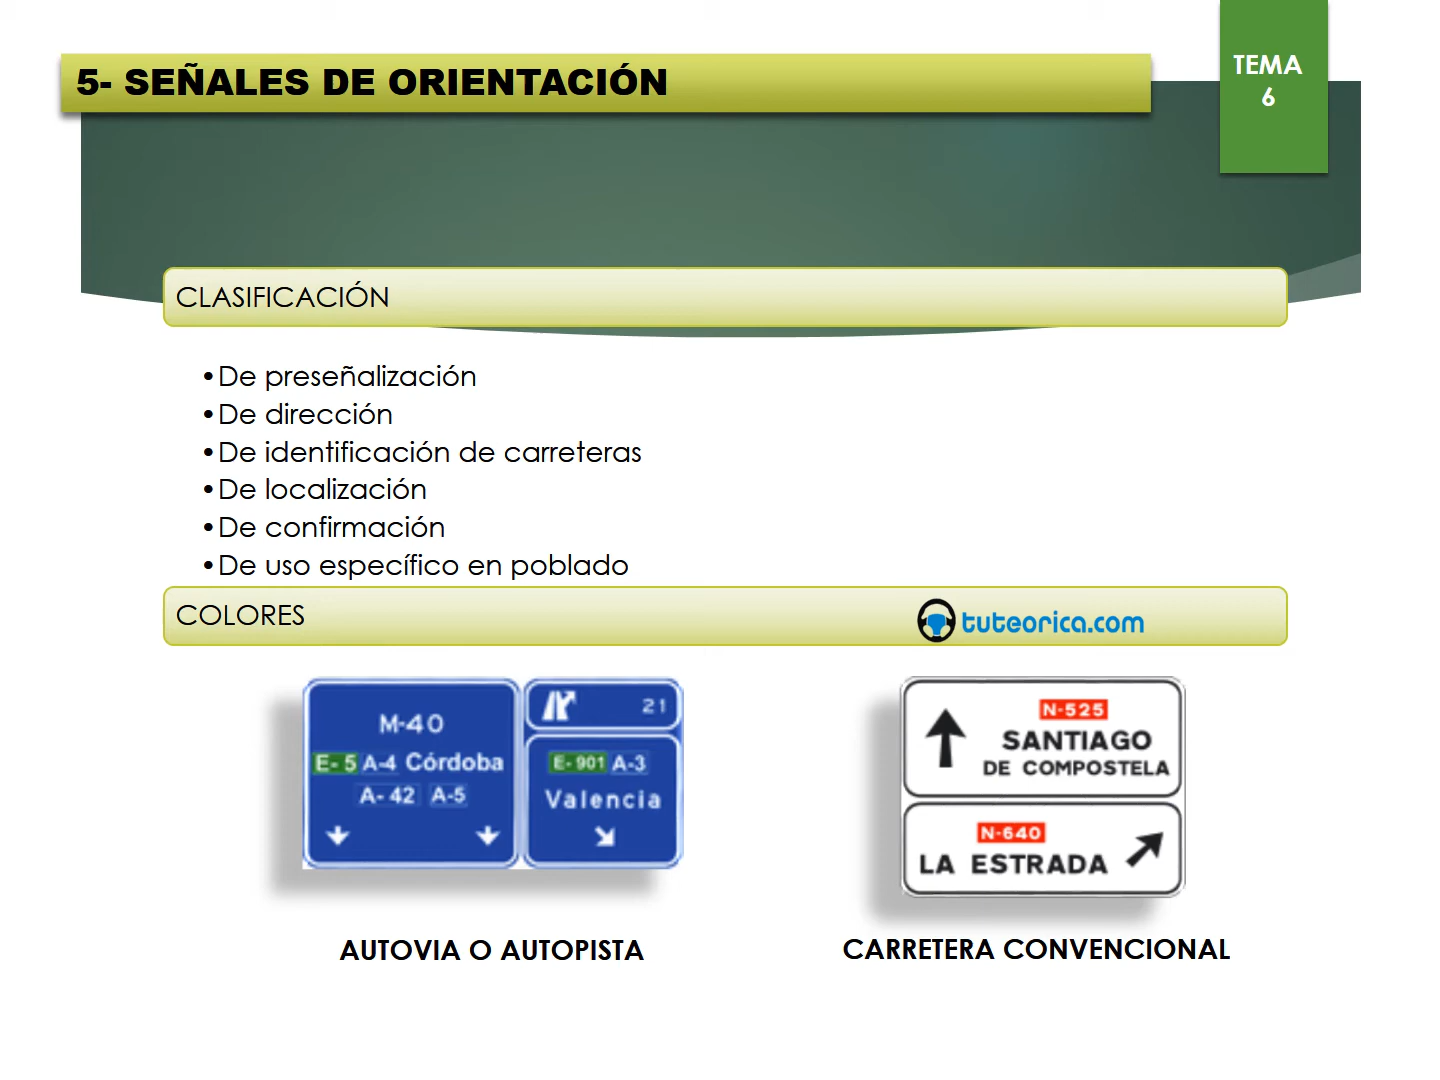 5- SEÑALES DE ORIENTACIÓN
TEMA
6
CLASIFICACIÓN
•De preseñalización
•De dirección
•De identificación de carreteras
•De localización
•De confirmación
•De uso específico en poblado
COLORES
tuteorica.com
M-40
E-5 A-4 Córdoba
A-42 A-5
21
E-901 A-3
Valencia
N-525
SANTIAGO
DE COMPOSTELA
N-640
LA ESTRADA
AUTOVIA O AUTOPISTA
CARRETERA CONVENCIONAL